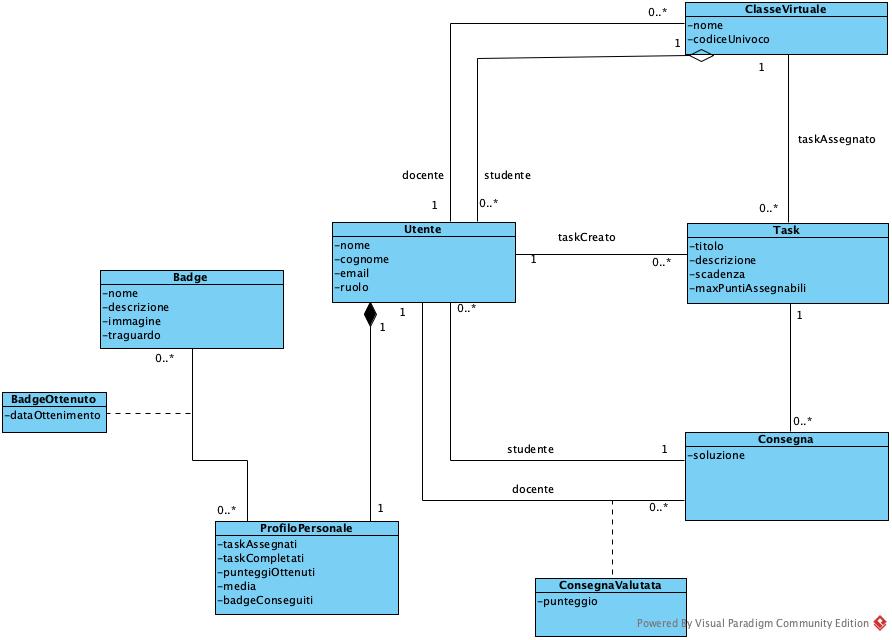 0..*
ClasseVirtuale
-nome
-codiceUnivoco
1
1
taskAssegnato
docente
studente
1
0..*
0..*
Utente
-nome
-cognome
-email
-ruolo
taskCreato
1
0..*
Task
-titolo
-descrizione
-scadenza
-maxPuntiAssegnabili
Badge
-nome
-descrizione
-immagine
-traguardo
0..*
1
1
0..*
1
BadgeOttenuto
-dataOttenimento
0..*
studente
1
Consegna
-soluzione
docente
0..*
0..*
1
ProfiloPersonale
-taskAssegnati
-taskCompletati
-punteggiOttenuti
-media
-badgeConseguiti
ConsegnaValutata
-punteggio
Powered By Visual Paradigm Community Edition